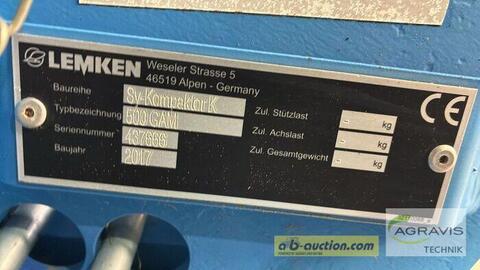 LEMKEN
Weseler Strasse 5
46519 Alpen - Germany
Baureihe Sy-Kompaktor K
Typbezeichnung 500 GAM
Seriennummer 437666
Baujahr 2017
Zul. Stützlast - kg
Zul. Achslast - kg
Zul. Gesamtgewicht - kg
CE
a·b-auction.com
AGRAVIS
TECHNIK